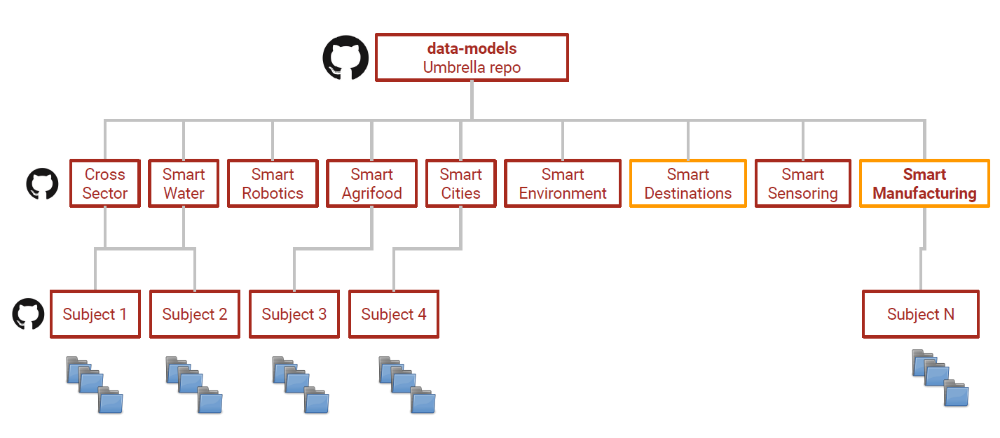 data-models
Umbrella repo
Cross
Sector
Smart
Water
Smart
Robotics
Smart
Agrifood
Smart
Cities
Smart
Environment
Smart
Destinations
Smart
Sensoring
Smart
Manufacturing
Subject 1
Subject 2
Subject 3
Subject 4
Subject N